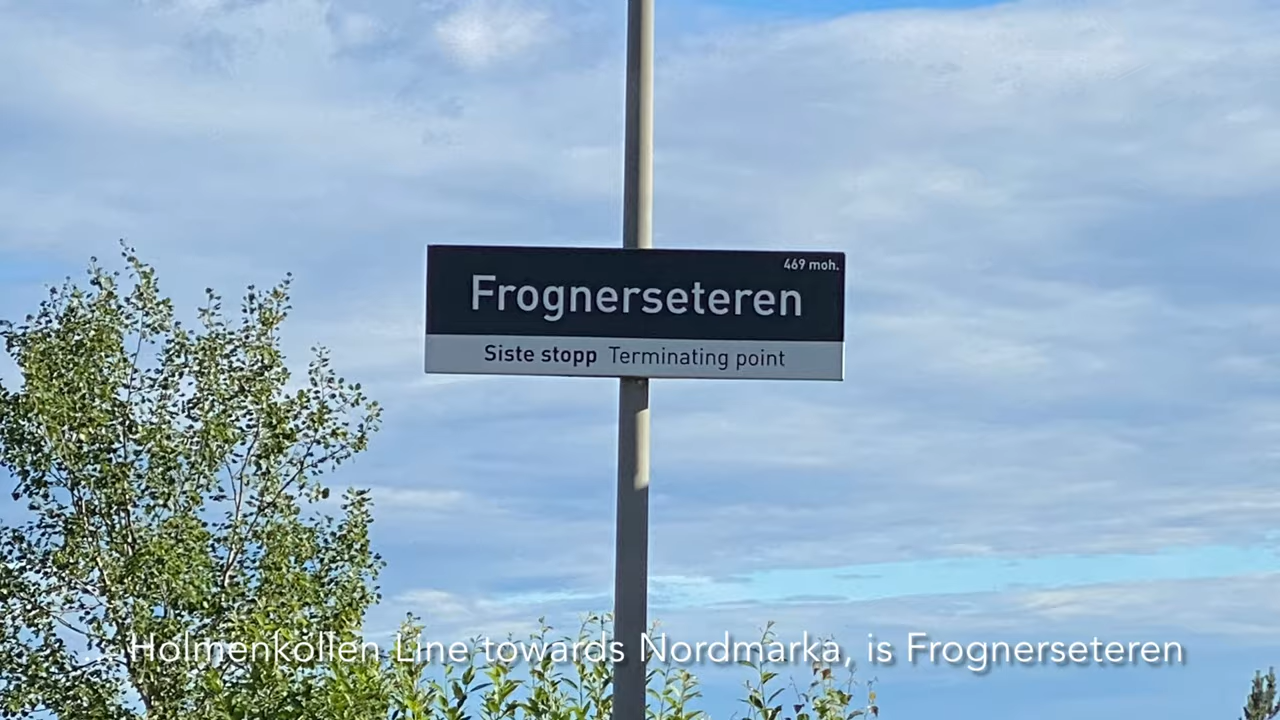 469 moh.
Frognerseteren
Siste stopp Terminating point
Holmenkollen Line towards Nordmarka, is Frognerseteren